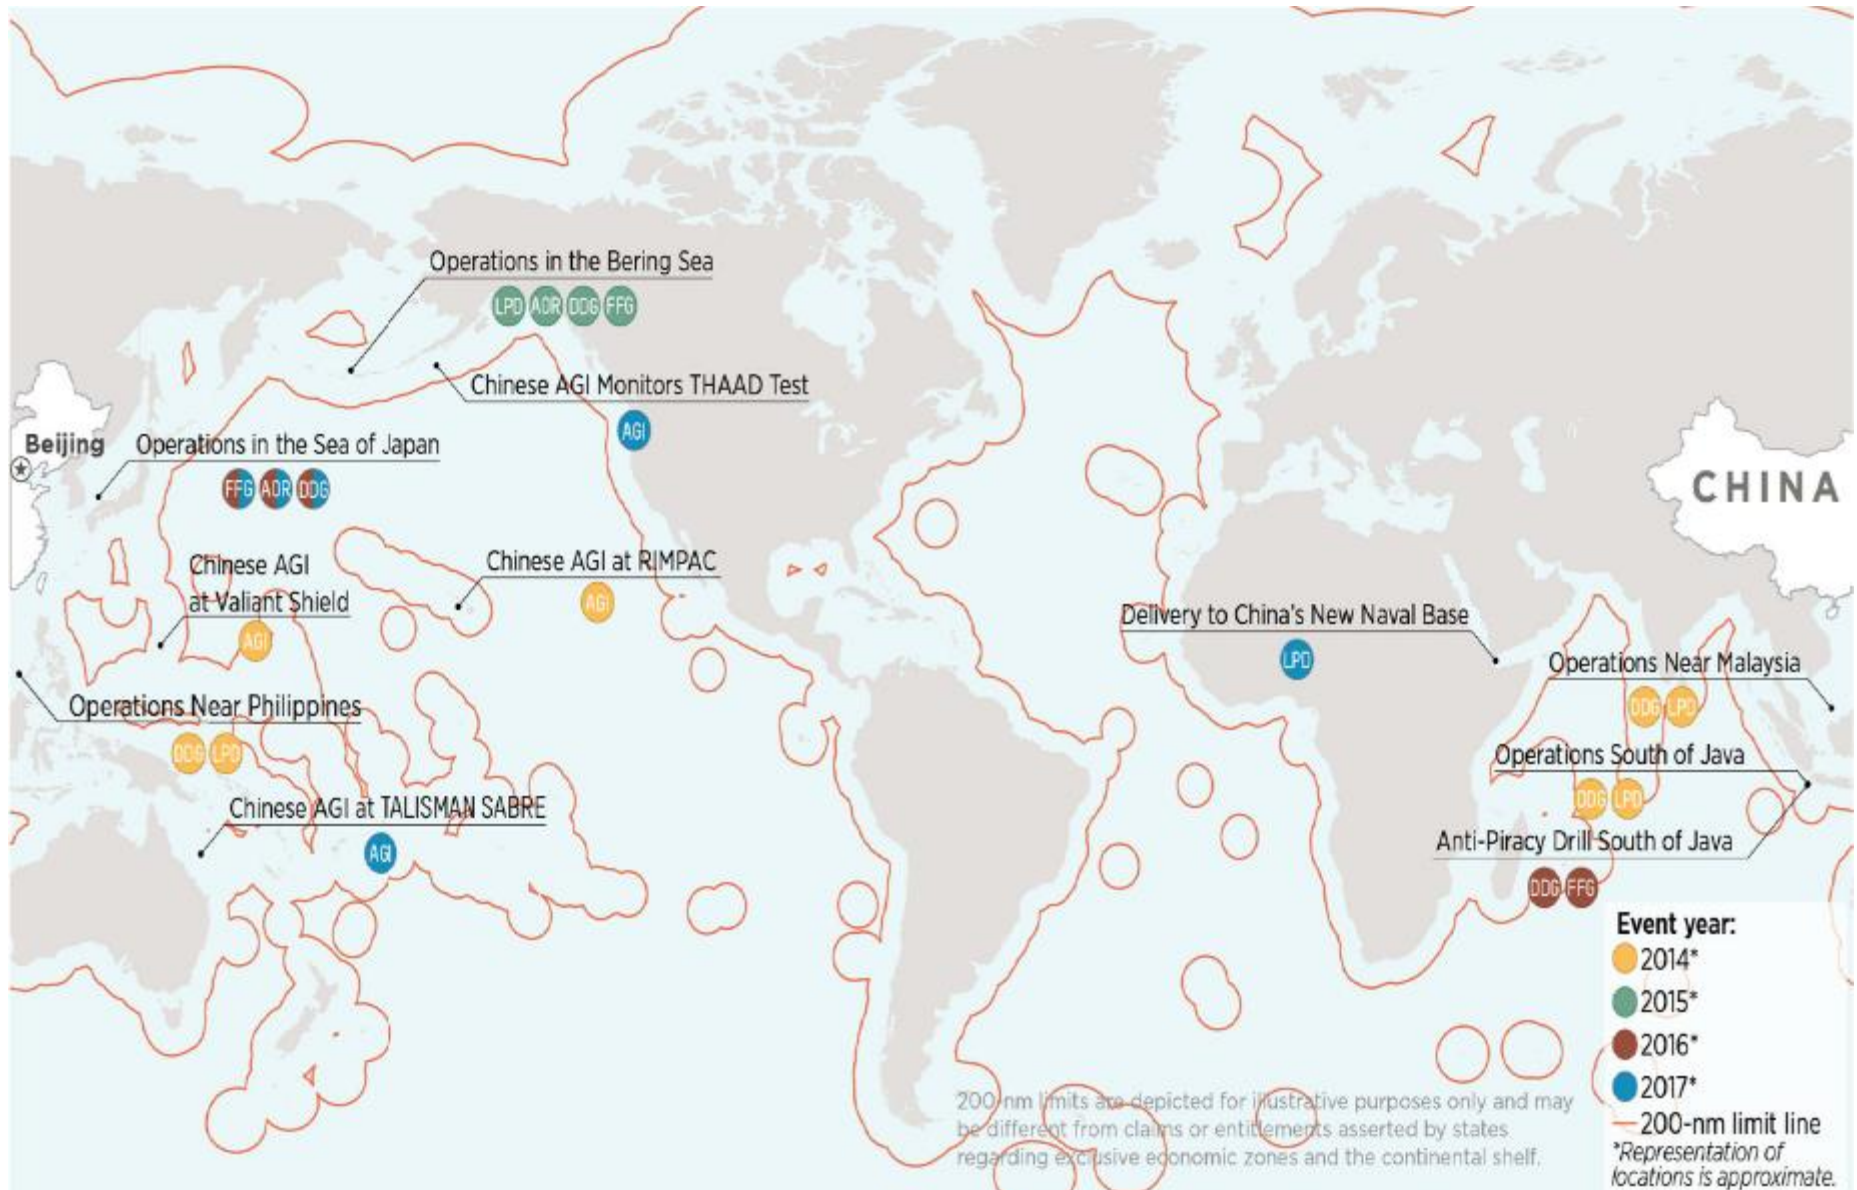 Operations in the Bering Sea
LPD AOR DDG FFG
Chinese AGI Monitors THAAD Test
AGI
Beijing
Operations in the Sea of Japan
FFG AOR DDG
CHINA
Chinese AGI
at Valiant Shield
AGI
Chinese AGI at RIMPAC
AGI
Delivery to China's New Naval Base
LPD
Operations Near Malaysia
DDG LPD
Operations Near Philippines
DDG LPD
Operations South of Java
DDG LPD
Chinese AGI at TALISMAN SABRE
AGI
Anti-Piracy Drill South of Java
DDG FFG
Event year:
2014*
2015*
2016*
2017*
200-nm limit line
*Representation of
locations is approximate.
200-nm limits are depicted for illustrative purposes only and may
be different from claims or entitlements asserted by states
regarding exclusive economic zones and the continental shelf.